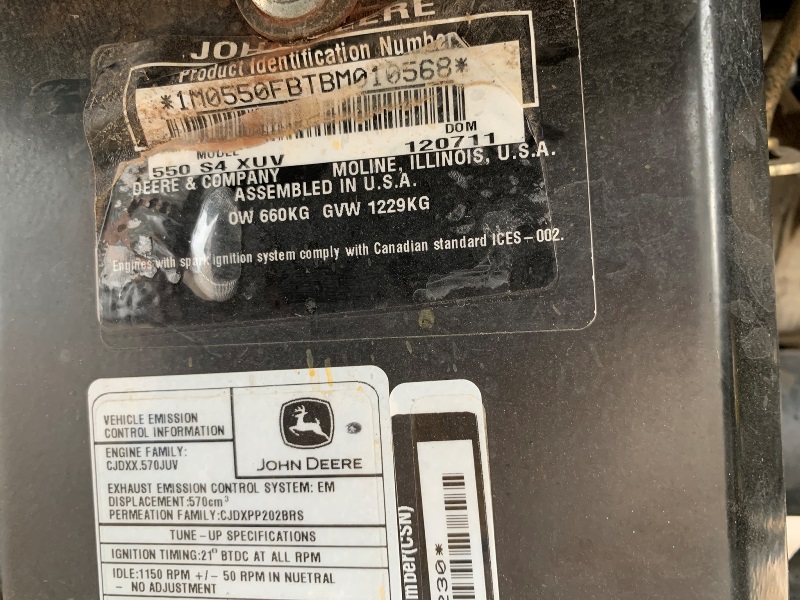 JOHN DEERE
Product Identification Number
*1M0550FBTBM010568*
MODEL
DOM
120711
*550 S4 XUV
DEERE & COMPANY MOLINE, ILLINOIS, U.S.A.
ASSEMBLED IN U.S.A.
OW 660KG GVW 1229KG
Engines with spark ignition system comply with Canadian standard ICES-002.
VEHICLE EMISSION
CONTROL INFORMATION
JOHN DEERE
ENGINE FAMILY:
CJDXX.570JUV
EXHAUST EMISSION CONTROL SYSTEM: EM
DISPLACEMENT:570cm³
PERMEATION FAMILY:CJDXPP202BRS
TUNE-UP SPECIFICATIONS
IGNITION TIMING:21° BTDC AT ALL RPM
IDLE:1150 RPM +/- 50 RPM IN NUETRAL
- NO ADJUSTMENT
mber(CSN)
230*